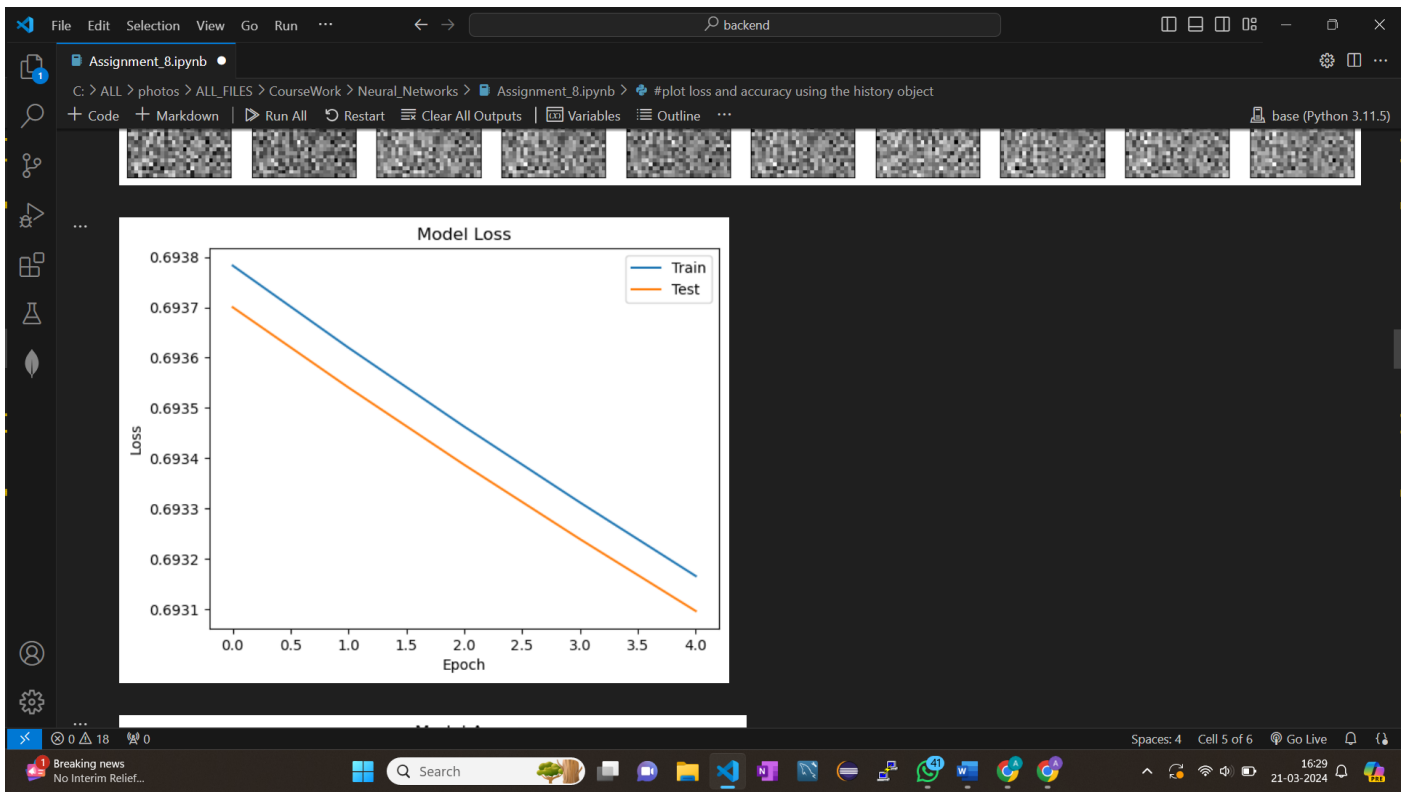 File Edit Selection View Go Run ··· ← → backend
Assignment_8.ipynb ●
C: > ALL > photos > ALL_FILES > CourseWork > Neural_Networks > Assignment_8.ipynb > #plot loss and accuracy using the history object
+ Code + Markdown | Run All Restart Clear All Outputs | Variables Outline ··· base (Python 3.11.5)
1
...
Model Loss
Train
Test
0.6938
0.6937
0.6936
0.6935
0.6934
0.6933
0.6932
0.6931
Loss
0.0 0.5 1.0 1.5 2.0 2.5 3.0 3.5 4.0
Epoch
...
0 18 0 Spaces: 4 Cell 5 of 6 Go Live
1 Breaking news
No Interim Relief...
Search
41
16:29
21-03-2024
PRE